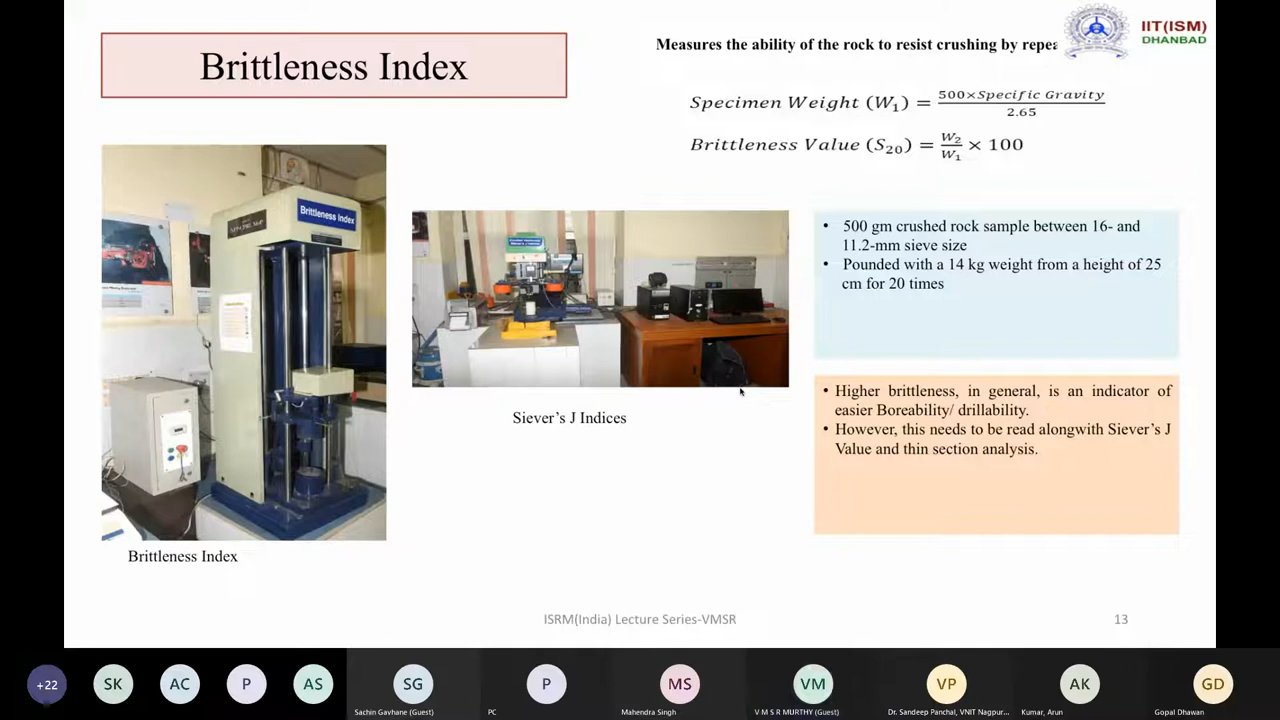 Brittleness Index
Measures the ability of the rock to resist crushing by repea
IIT(ISM)
DHANBAD
Specimen Weight (W₁) = 500×Specific Gravity / 2.65
Brittleness Value (S₂₀) = W₂ / W₁ × 100
Brittleness Index
• 500 gm crushed rock sample between 16- and
11.2-mm sieve size
• Pounded with a 14 kg weight from a height of 25
cm for 20 times
• Higher brittleness, in general, is an indicator of
easier Boreability/ drillability.
• However, this needs to be read alongwith Siever's J
Value and thin section analysis.
Siever's J Indices
Brittleness Index
ISRM(India) Lecture Series-VMSR
13
+22
SK
AC
P
AS
SG
P
MS
VM
VP
AK
GD
Sachin Gavhane (Guest)
PC
Mahendra Singh
V M S R MURTHY (Guest)
Dr. Sandeep Panchal, VNIT Nagpur...
Kumar, Arun
Gopal Dhawan